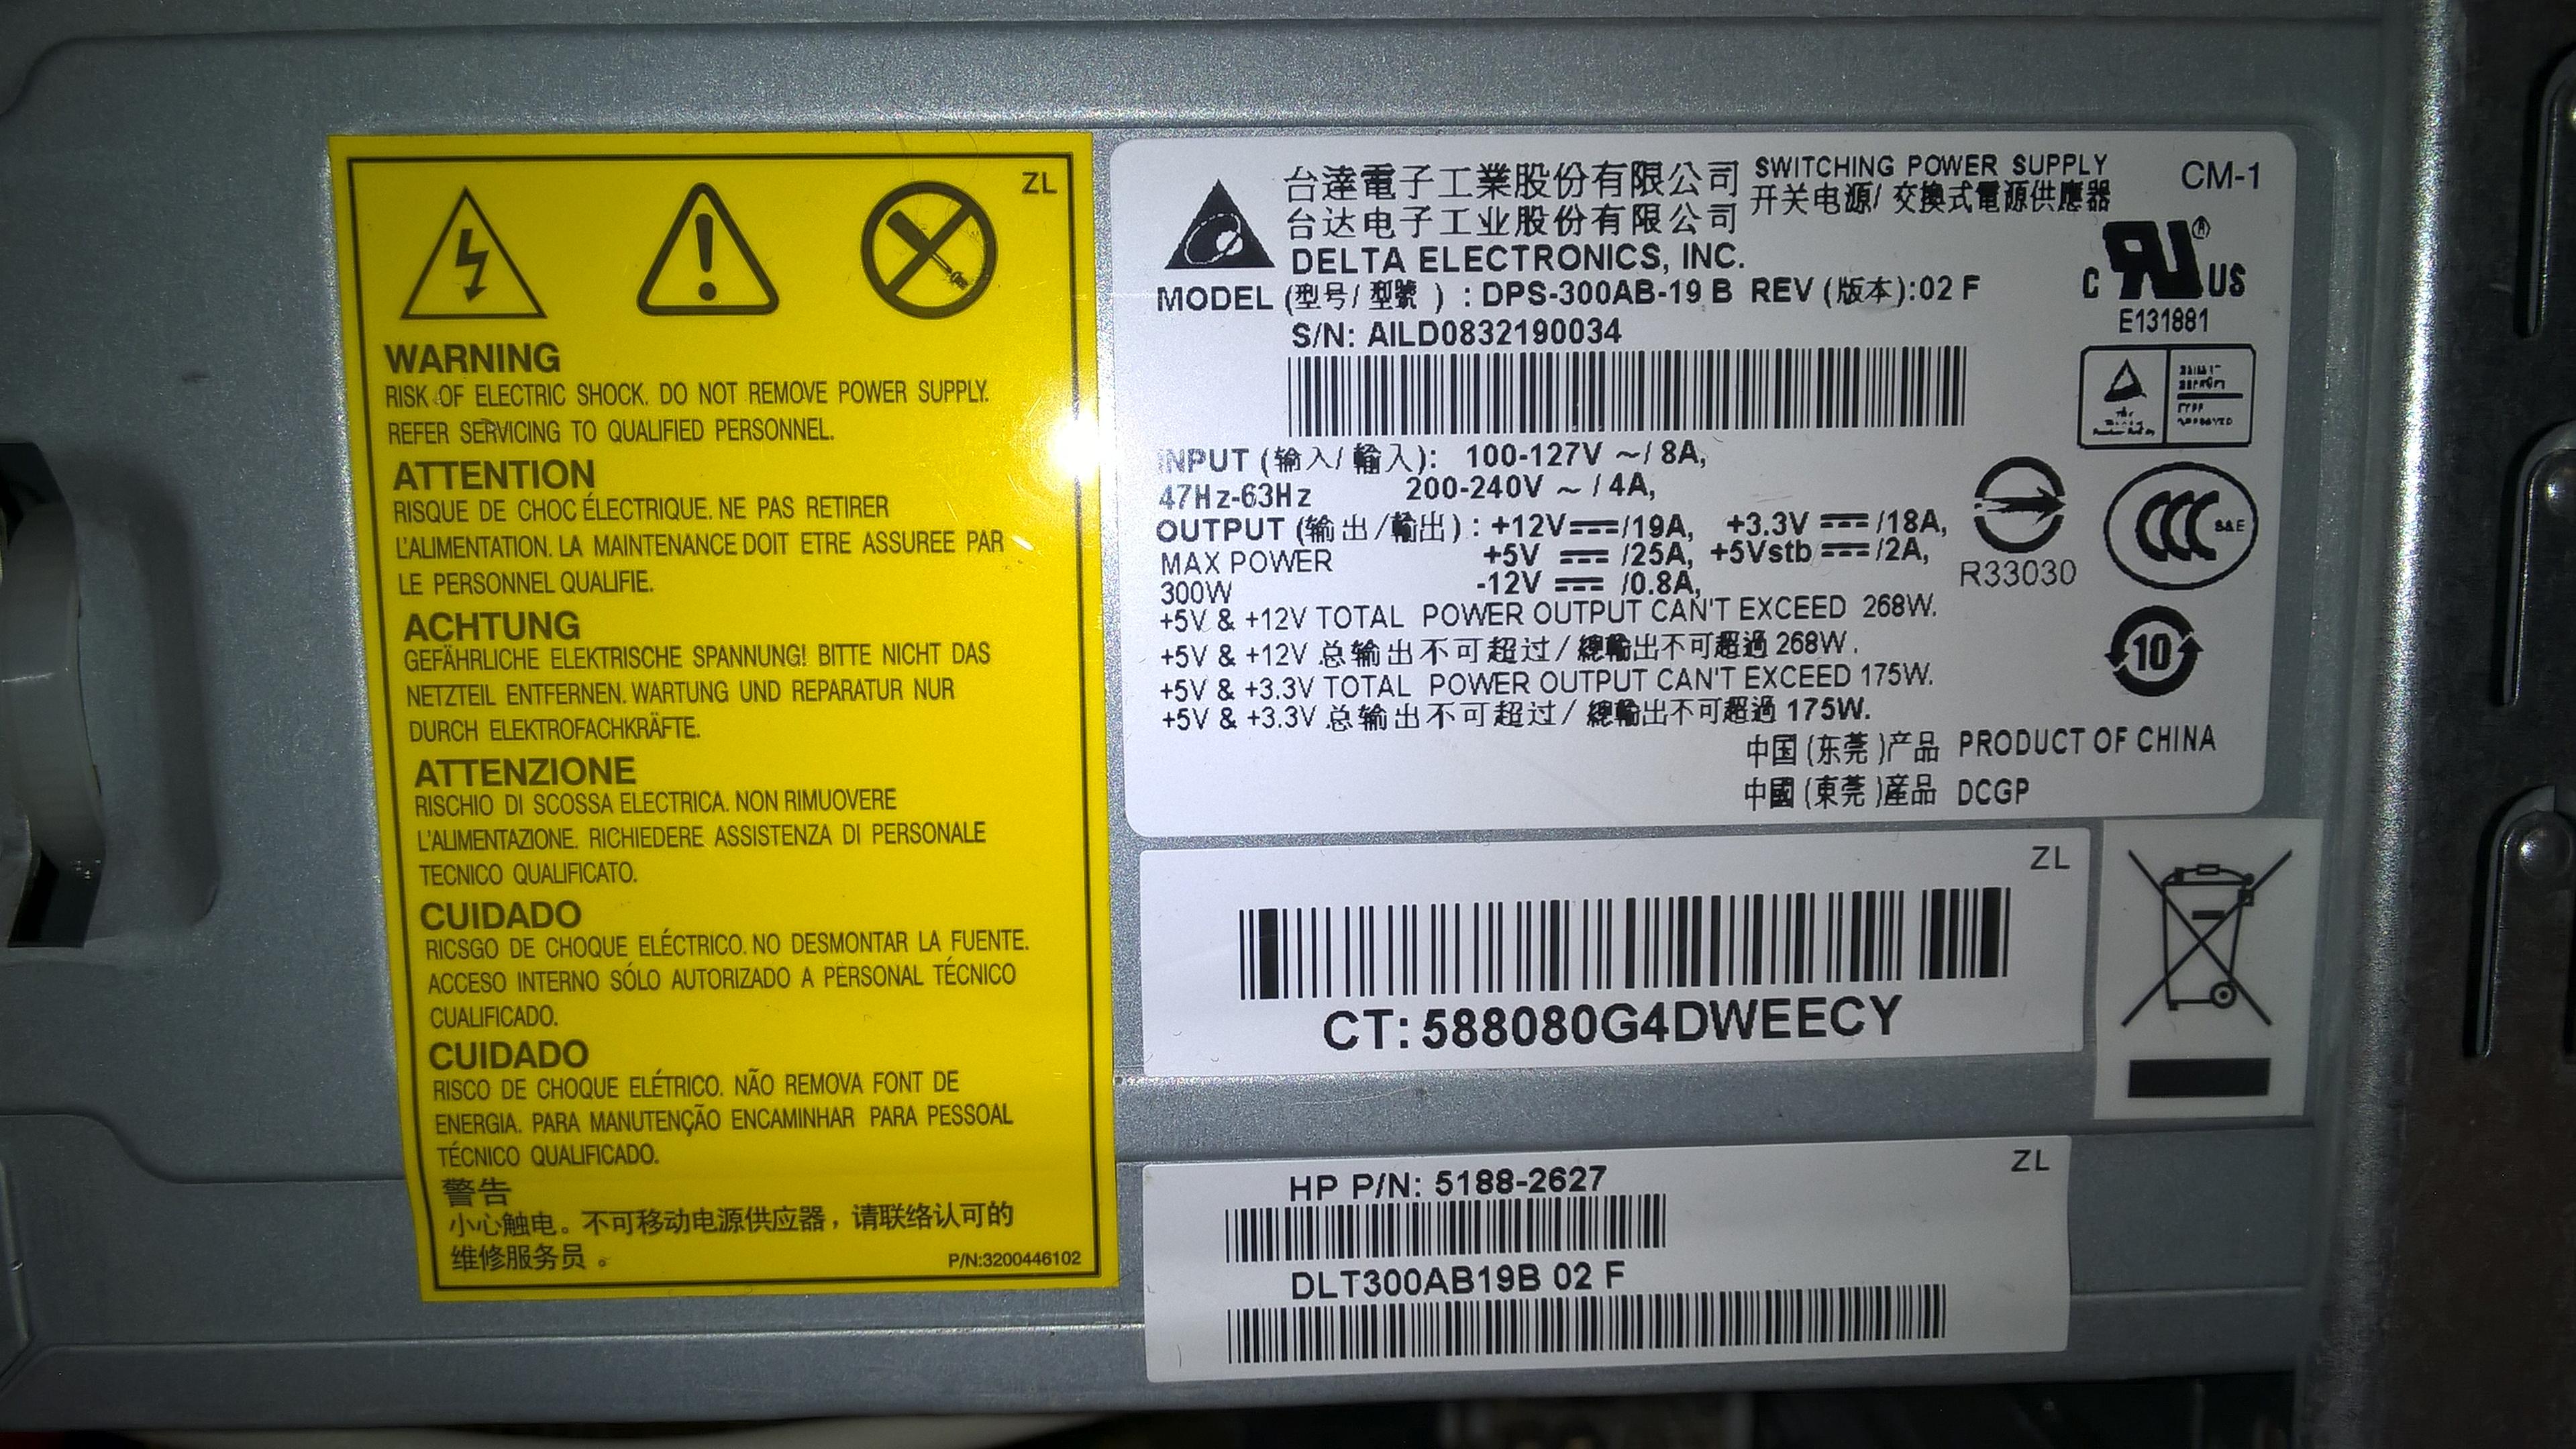 ZL
WARNING
RISK OF ELECTRIC SHOCK. DO NOT REMOVE POWER SUPPLY.
REFER SERVICING TO QUALIFIED PERSONNEL.
ATTENTION
RISQUE DE CHOC ÉLECTRIQUE. NE PAS RETIRER
L'ALIMENTATION. LA MAINTENANCE DOIT ETRE ASSUREE PAR
LE PERSONNEL QUALIFIE.
ACHTUNG
GEFÄHRLICHE ELEKTRISCHE SPANNUNG! BITTE NICHT DAS
NETZTEIL ENTFERNEN. WARTUNG UND REPARATUR NUR
DURCH ELEKTROFACHKRÄFTE.
ATTENZIONE
RISCHIO DI SCOSSA ELECTRICA. NON RIMUOVERE
L'ALIMENTAZIONE. RICHIEDERE ASSISTENZA DI PERSONALE
TECNICO QUALIFICATO.
CUIDADO
RICSGO DE CHOQUE ELÉCTRICO. NO DESMONTAR LA FUENTE.
ACCESO INTERNO SÓLO AUTORIZADO A PERSONAL TÉCNICO
CUALIFICADO.
CUIDADO
RISCO DE CHOQUE ELÉTRICO. NÃO REMOVA FONT DE
ENERGIA. PARA MANUTENÇÃO ENCAMINHAR PARA PESSOAL
TÉCNICO QUALIFICADO.
警告
小心触电。不可移动电源供应器，请联络认可的
维修服务员。
P/N:3200446102
台達電子工業股份有限公司 SWITCHING POWER SUPPLY CM-1
台达电子工业股份有限公司 开关电源/ 交換式電源供應器
DELTA ELECTRONICS, INC.
MODEL (型号/ 型號 ) : DPS-300AB-19 B REV (版本):02 F
S/N: AILD0832190034
C RU ® US
E131881
TYPE
APPROVED
INPUT (输入/ 輸入): 100-127V ~/ 8A,
47Hz-63Hz 200-240V ~ / 4A,
OUTPUT (输出/輸出) : +12V⎓/19A, +3.3V ⎓/18A,
MAX POWER +5V ⎓ /25A, +5Vstb ⎓/2A,
300W -12V ⎓ /0.8A,
R33030
CCC S&E
+5V & +12V TOTAL POWER OUTPUT CAN'T EXCEED 268W.
+5V & +12V 总输出不可超过/ 總輸出不可超過 268W .
+5V & +3.3V TOTAL POWER OUTPUT CAN'T EXCEED 175W.
+5V & +3.3V 总输出不可超过/ 總輸出不可超過 175W.
10
中国 (东莞 )产品 PRODUCT OF CHINA
中國 (東莞 )產品 DCGP
ZL
CT: 588080G4DWEECY
ZL
HP P/N: 5188-2627
DLT300AB19B 02 F